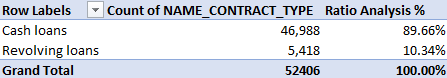 Row Labels Count of NAME_CONTRACT_TYPE Ratio Analysis %
Cash loans 46,988 89.66%
Revolving loans 5,418 10.34%
Grand Total 52406 100.00%